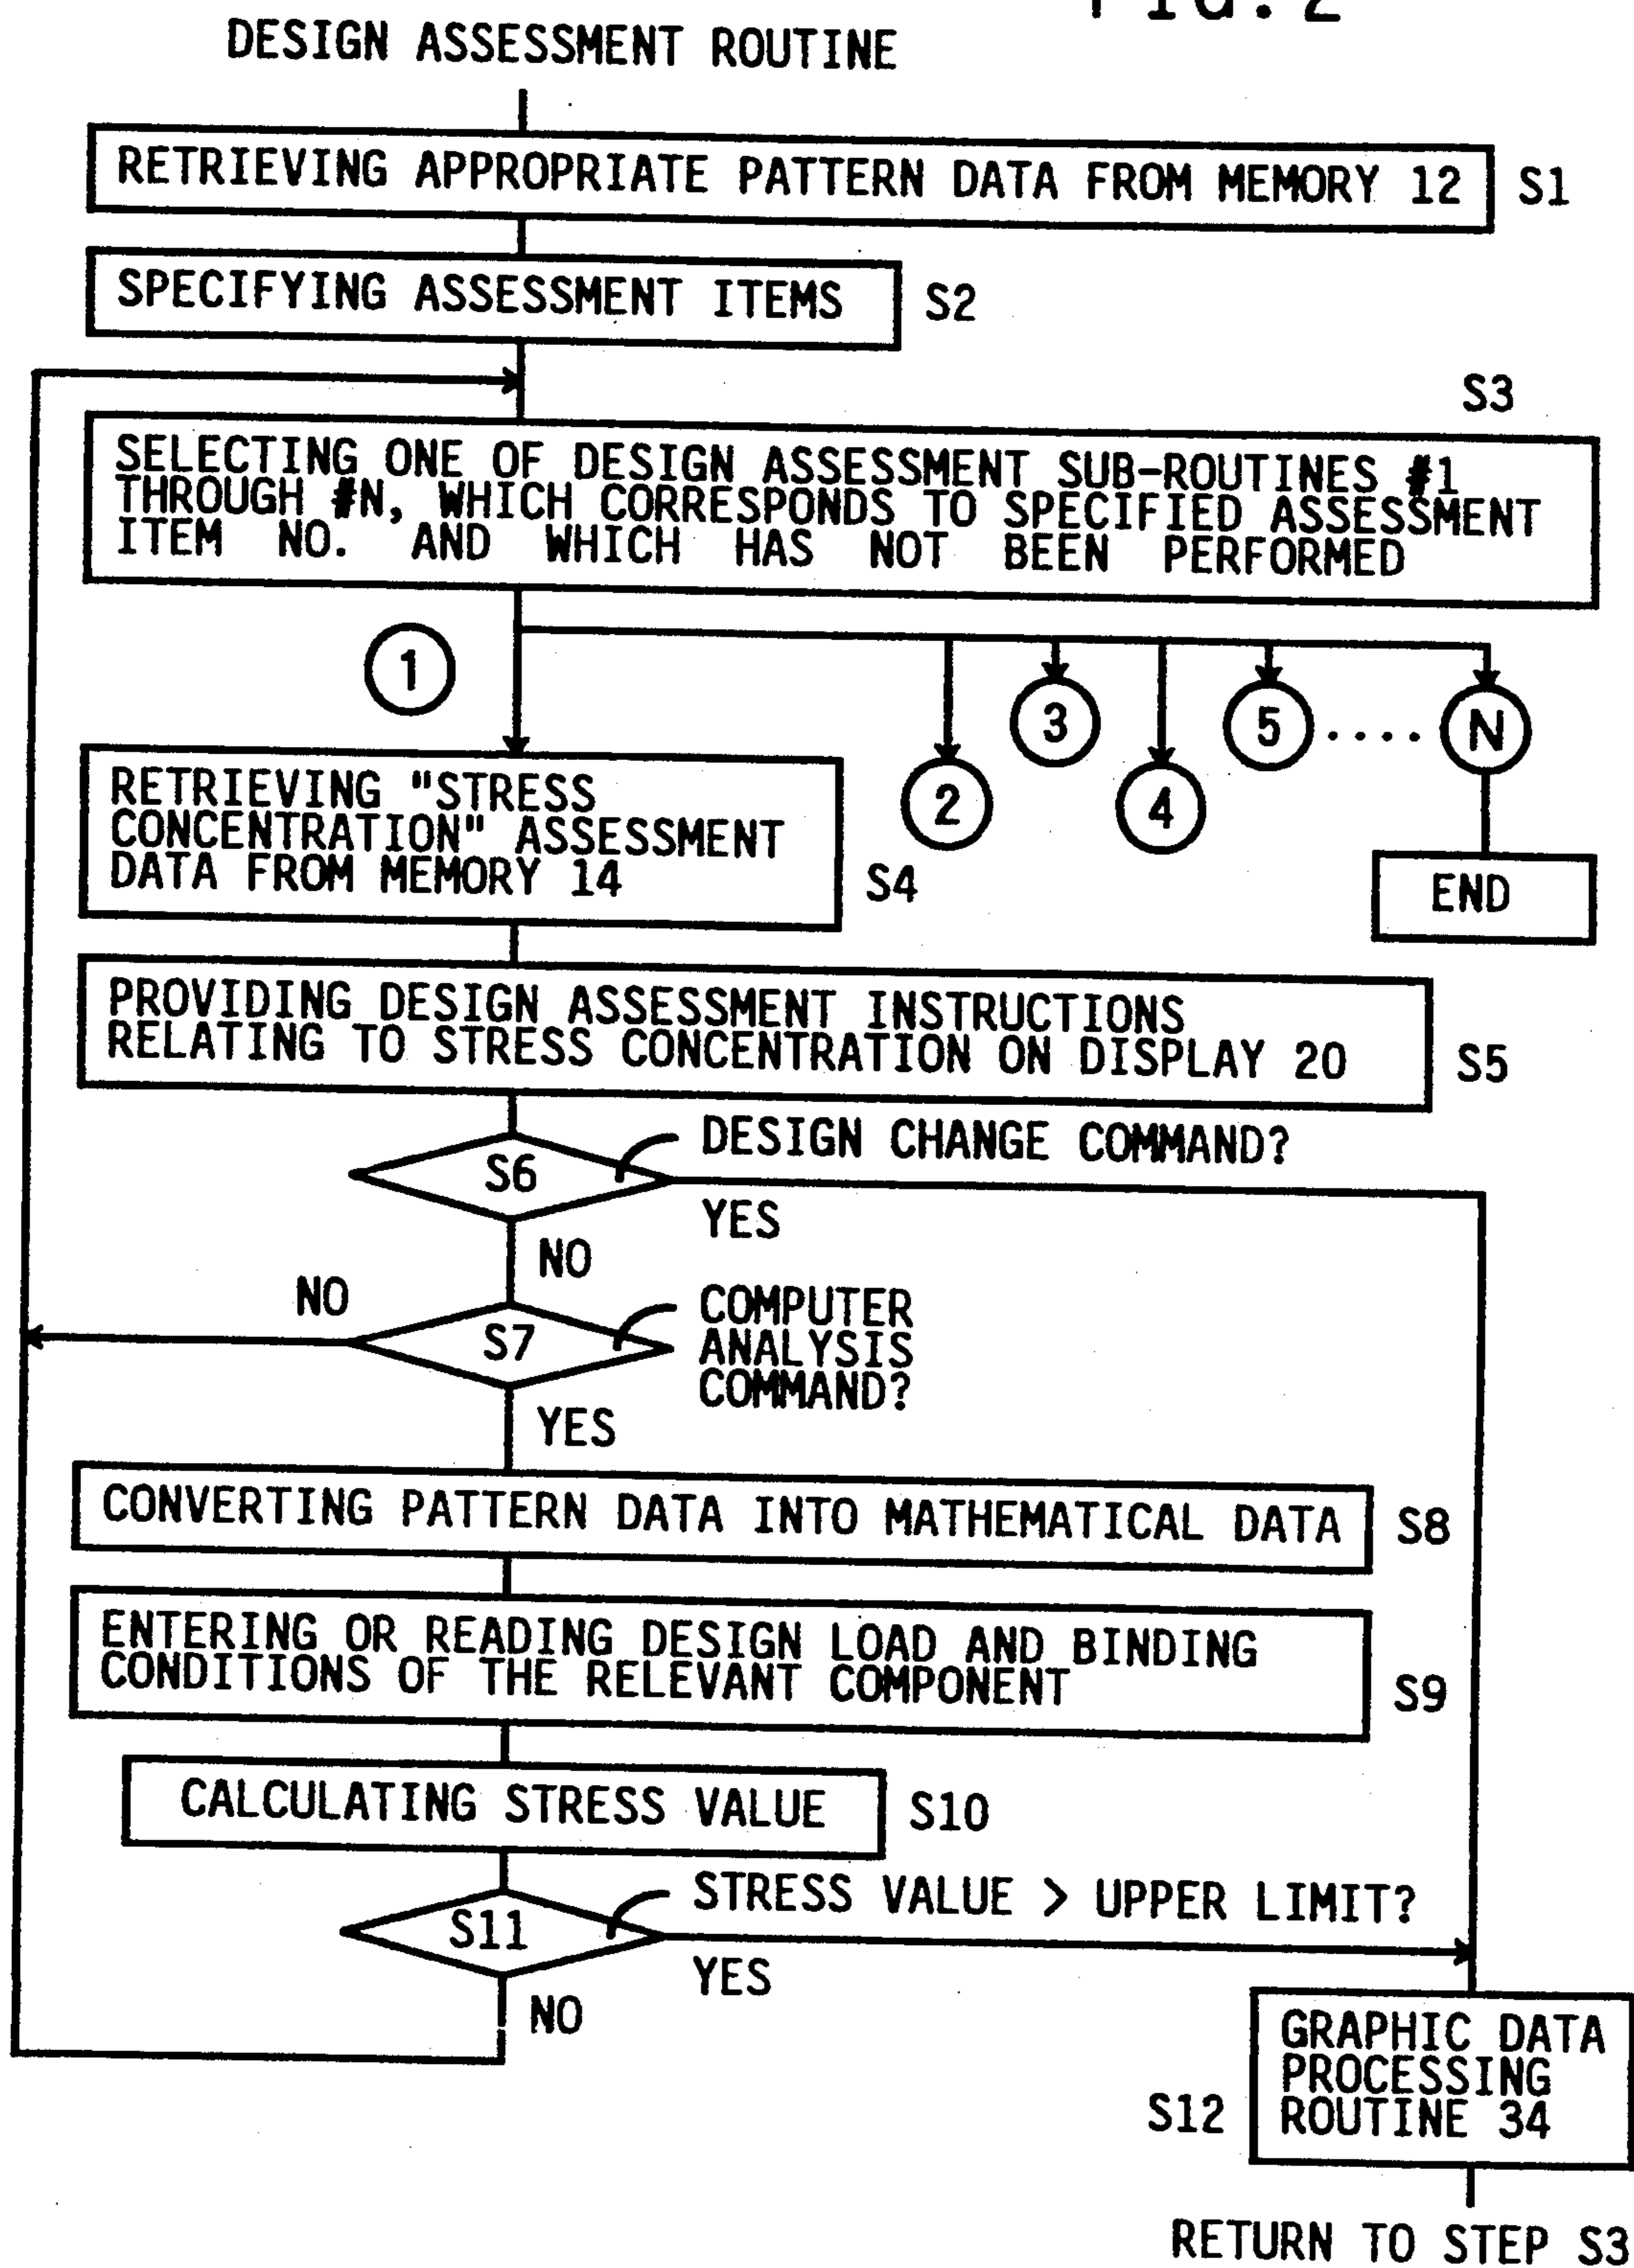 FIG. 2
DESIGN ASSESSMENT ROUTINE
RETRIEVING APPROPRIATE PATTERN DATA FROM MEMORY 12
S1
SPECIFYING ASSESSMENT ITEMS
S2
S3
SELECTING ONE OF DESIGN ASSESSMENT SUB-ROUTINES #1
THROUGH #N, WHICH CORRESPONDS TO SPECIFIED ASSESSMENT
ITEM NO. AND WHICH HAS NOT BEEN PERFORMED
1
2
3
4
5
....
N
END
RETRIEVING "STRESS
CONCENTRATION" ASSESSMENT
DATA FROM MEMORY 14
S4
PROVIDING DESIGN ASSESSMENT INSTRUCTIONS
RELATING TO STRESS CONCENTRATION ON DISPLAY 20
S5
S6
DESIGN CHANGE COMMAND?
YES
NO
NO
S7
COMPUTER
ANALYSIS
COMMAND?
YES
CONVERTING PATTERN DATA INTO MATHEMATICAL DATA
S8
ENTERING OR READING DESIGN LOAD AND BINDING
CONDITIONS OF THE RELEVANT COMPONENT
S9
CALCULATING STRESS VALUE
S10
S11
STRESS VALUE > UPPER LIMIT?
YES
NO
GRAPHIC DATA
PROCESSING
ROUTINE 34
S12
RETURN TO STEP S3